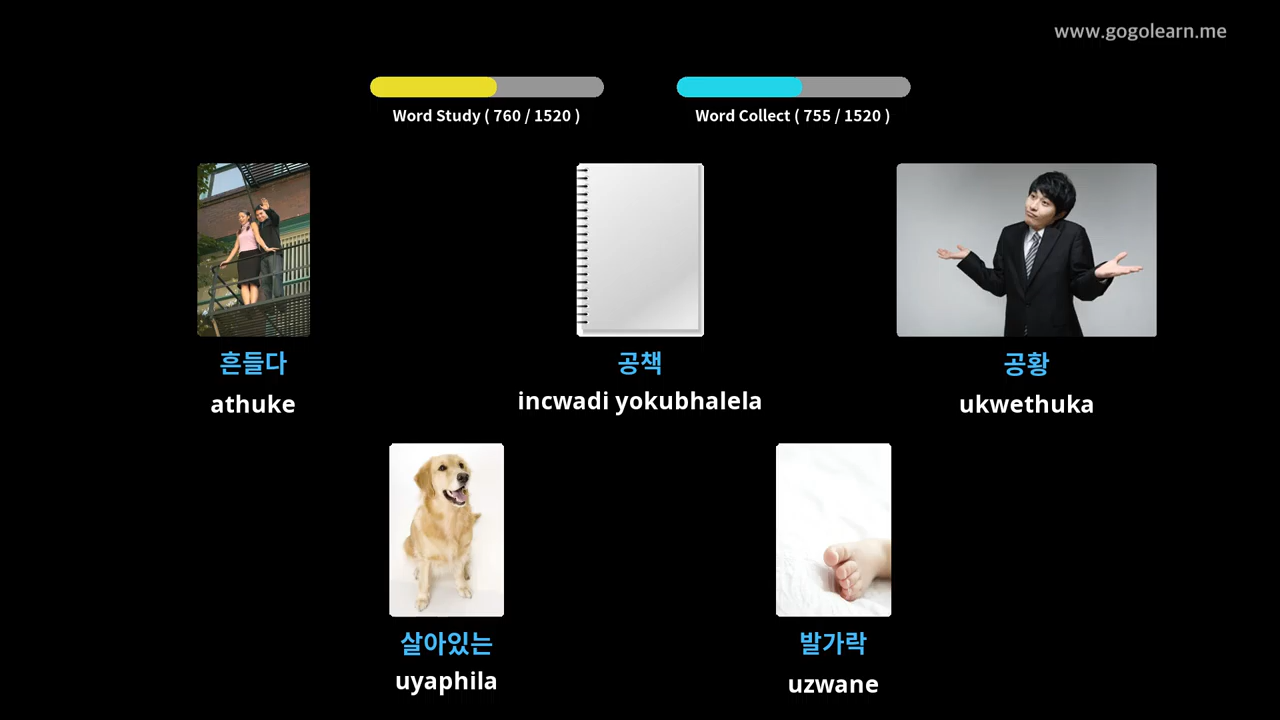 www.gogolearn.me
Word Study ( 760 / 1520 )
Word Collect ( 755 / 1520 )
흔들다
athuke
공책
incwadi yokubhalela
공황
ukwethuka
살아있는
uyaphila
발가락
uzwane